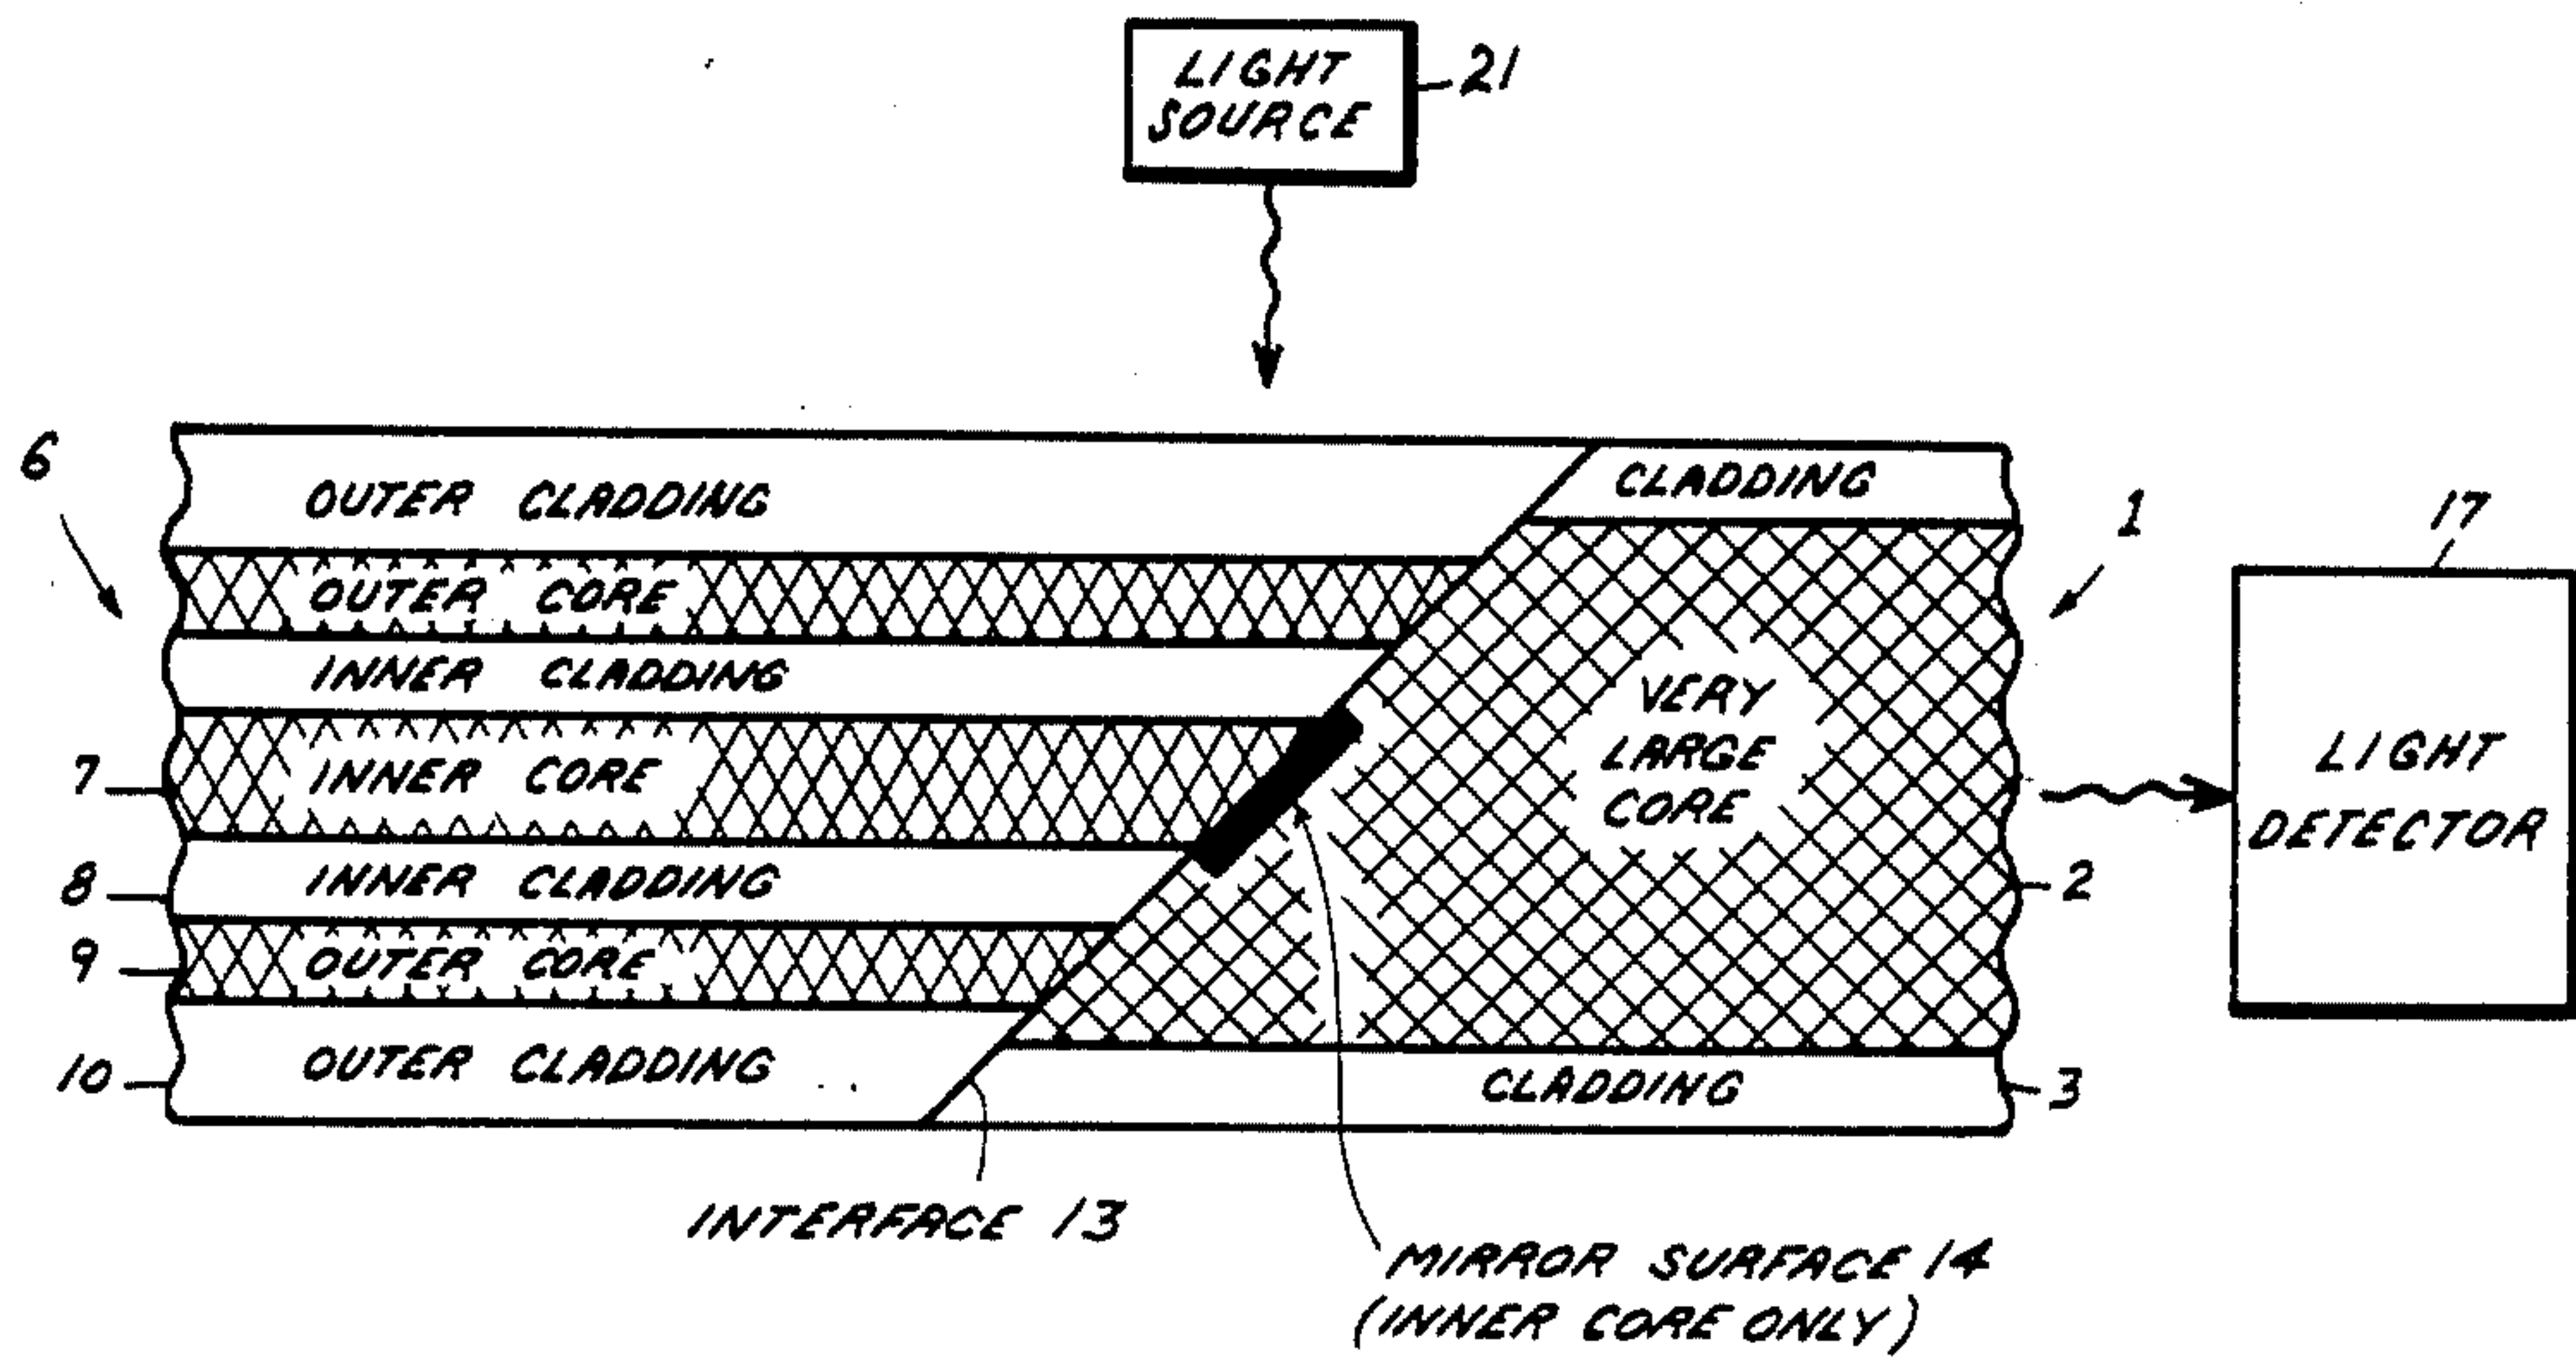 LIGHT
SOURCE
21
6
OUTER CLADDING
CLADDING
1
17
OUTER CORE
INNER CLADDING
VERY
LARGE
CORE
7
INNER CORE
LIGHT
DETECTOR
8
INNER CLADDING
2
9
OUTER CORE
10
OUTER CLADDING
CLADDING
3
INTERFACE 13
MIRROR SURFACE 14
(INNER CORE ONLY)